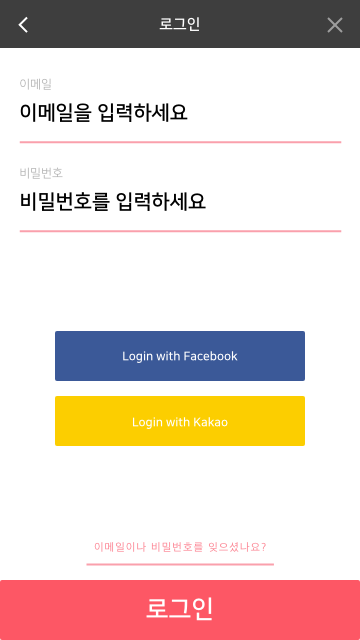 로그인
이메일
이메일을 입력하세요
비밀번호
비밀번호를 입력하세요
Login with Facebook
Login with Kakao
이메일이나 비밀번호를 잊으셨나요?
로그인